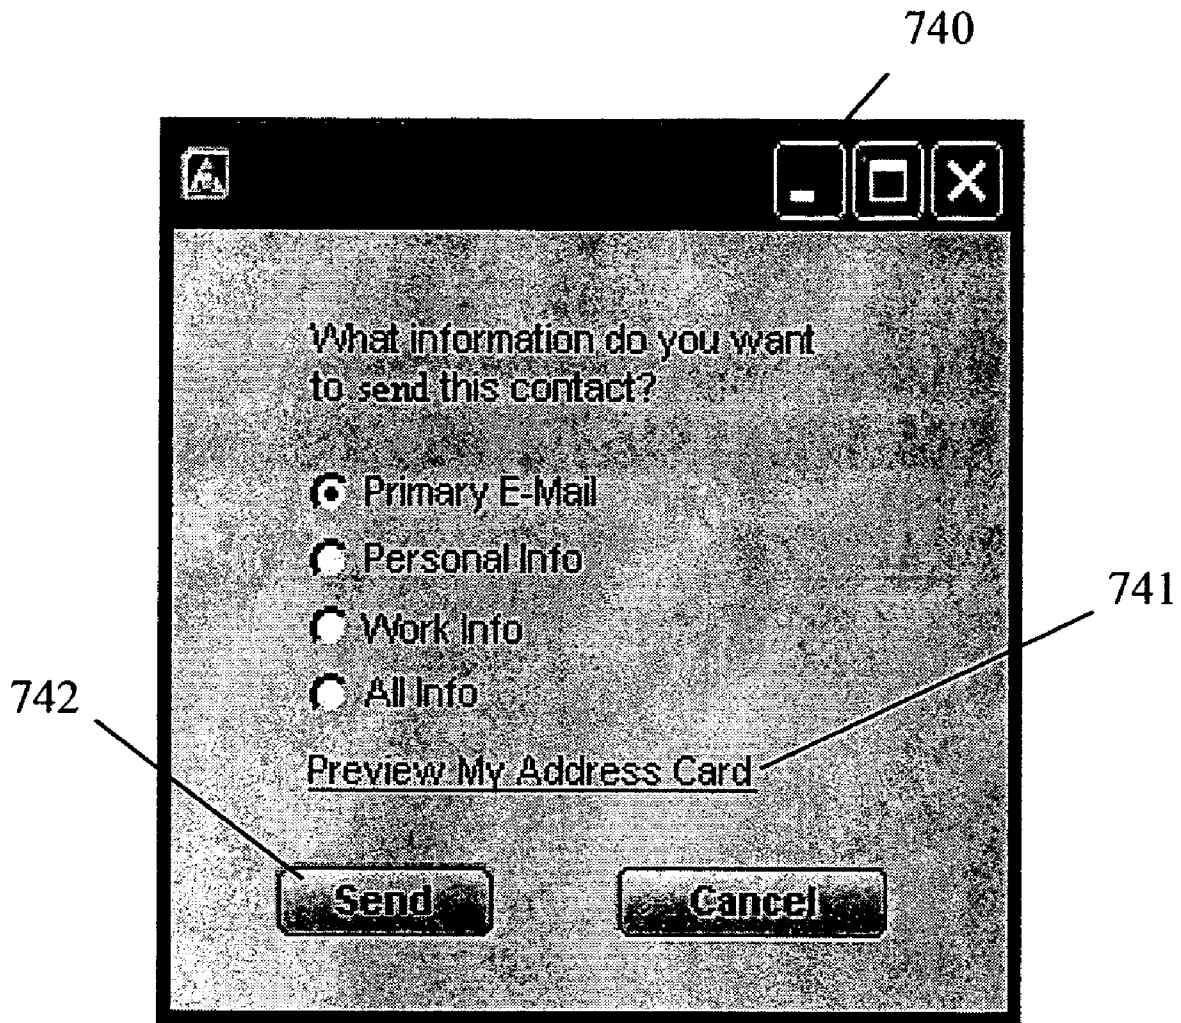 740
What information do you want
to send this contact?
Primary E-Mail
Personal Info
741
Work Info
742
All Info
Preview My Address Card
Send
Cancel